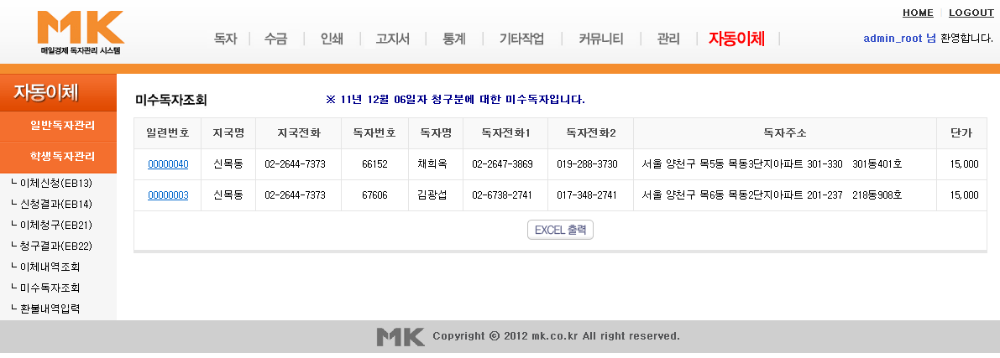 HOME | LOGOUT
MK
매일경제 독자관리 시스템
독자 | 수금 | 인쇄 | 고지서 | 통계 | 기타작업 | 커뮤니티 | 관리 | 자동이체 |
admin_root 님 환영합니다.
자동이체
일반독자관리
학생독자관리
└ 이체신청(EB13)
└ 신청결과(EB14)
└ 이체청구(EB21)
└ 청구결과(EB22)
└ 이체내역조회
└ 미수독자조회
└ 환불내역입력
미수독자조회 ※ 11년 12월 06일자 청구분에 대한 미수독자입니다.
일련번호 지국명 지국전화 독자번호 독자명 독자전화1 독자전화2 독자주소 단가
00000040 신목동 02-2644-7373 66152 채희옥 02-2647-3869 019-288-3730 서울 양천구 목5동 목동3단지아파트 301-330 301동401호 15,000
00000003 신목동 02-2644-7373 67606 김광섭 02-6738-2741 017-348-2741 서울 양천구 목6동 목동2단지아파트 201-237 218동908호 15,000
EXCEL 출력
MK Copyright ⓒ 2012 mk.co.kr All right reserved.